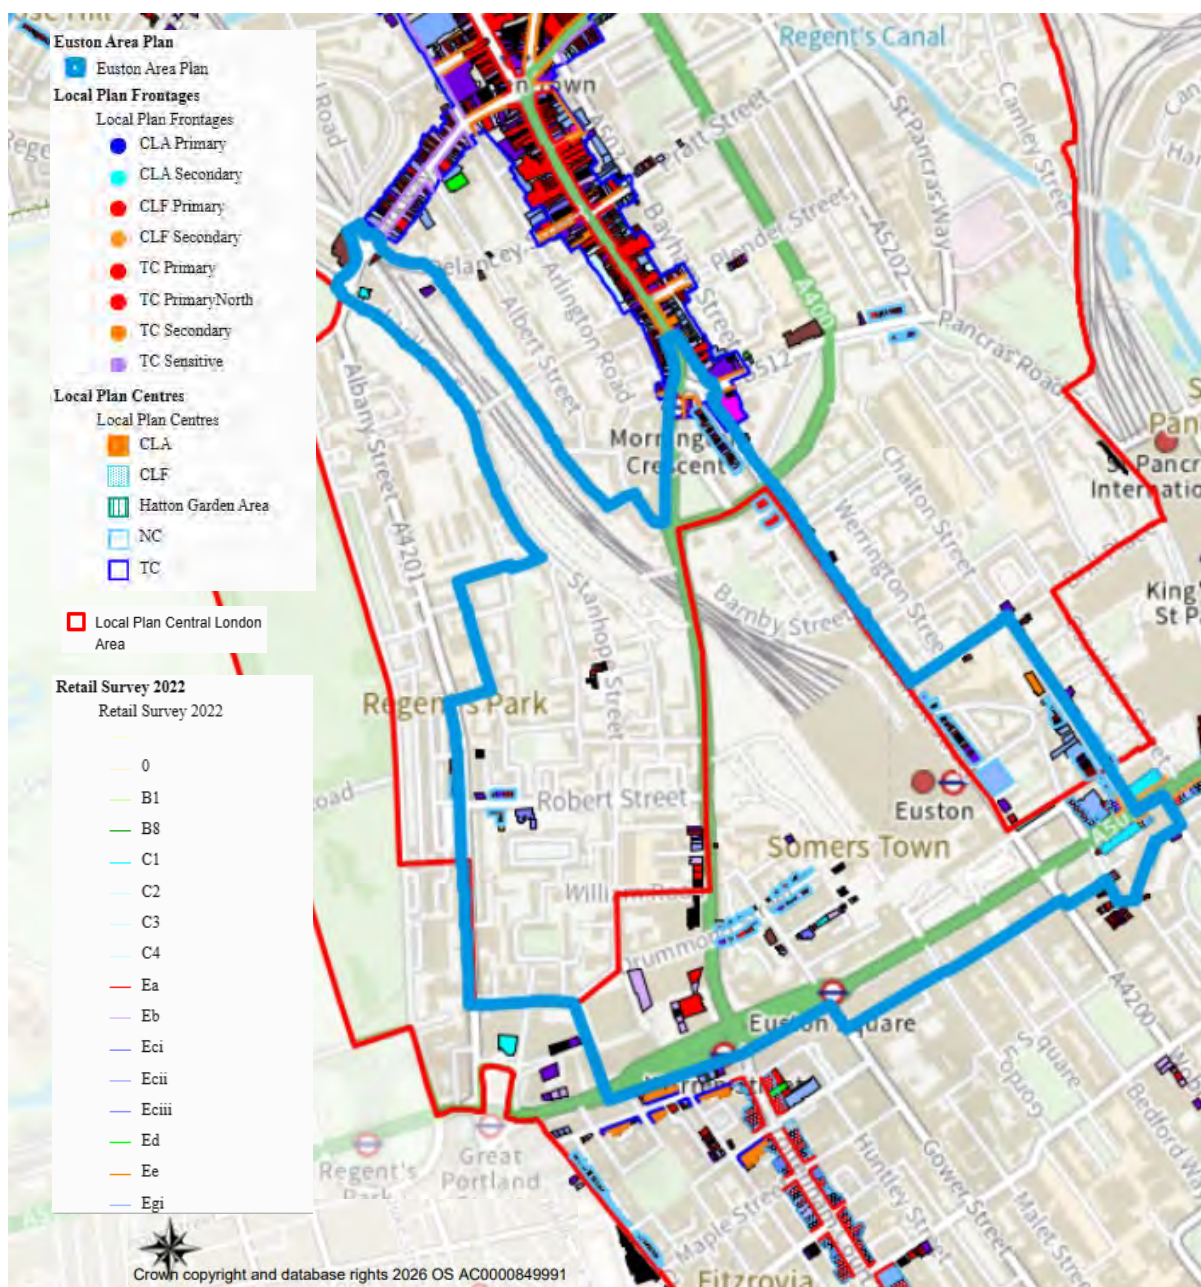 Euston Area Plan
Euston Area Plan
Local Plan Frontages
Local Plan Frontages
CLA Primary
CLA Secondary
CLF Primary
CLF Secondary
TC Primary
TC PrimaryNorth
TC Secondary
TC Sensitive
Local Plan Centres
Local Plan Centres
CLA
CLF
Hatton Garden Area
NC
TC
Local Plan Central London
Area
Retail Survey 2022
Retail Survey 2022
0
B1
B8
C1
C2
C3
C4
Ea
Eb
Eci
Ecii
Eciii
Ed
Ee
Egi
Regent's Canal
Camley Street
St Pancras Way
Pratt Street
Plender Street
A5202
A400
Pancras Road
Albert Street
Arlington Road
Albany Street
A4201
Crescent
Chalton Street
Werrington Street
International
St Pancr
King'
St P
Stanhope Street
Barnby Street
Regent's Park
Robert Street
Euston
Somers Town
Euston Square
A4200
Square
Gordon
Bedford W
Huntley Street
Gower Street
Malet Str
Maple Street
Fitzrovia
Regent's
Park
Great
Portland
Crown copyright and database rights 2026 OS AC0000849991